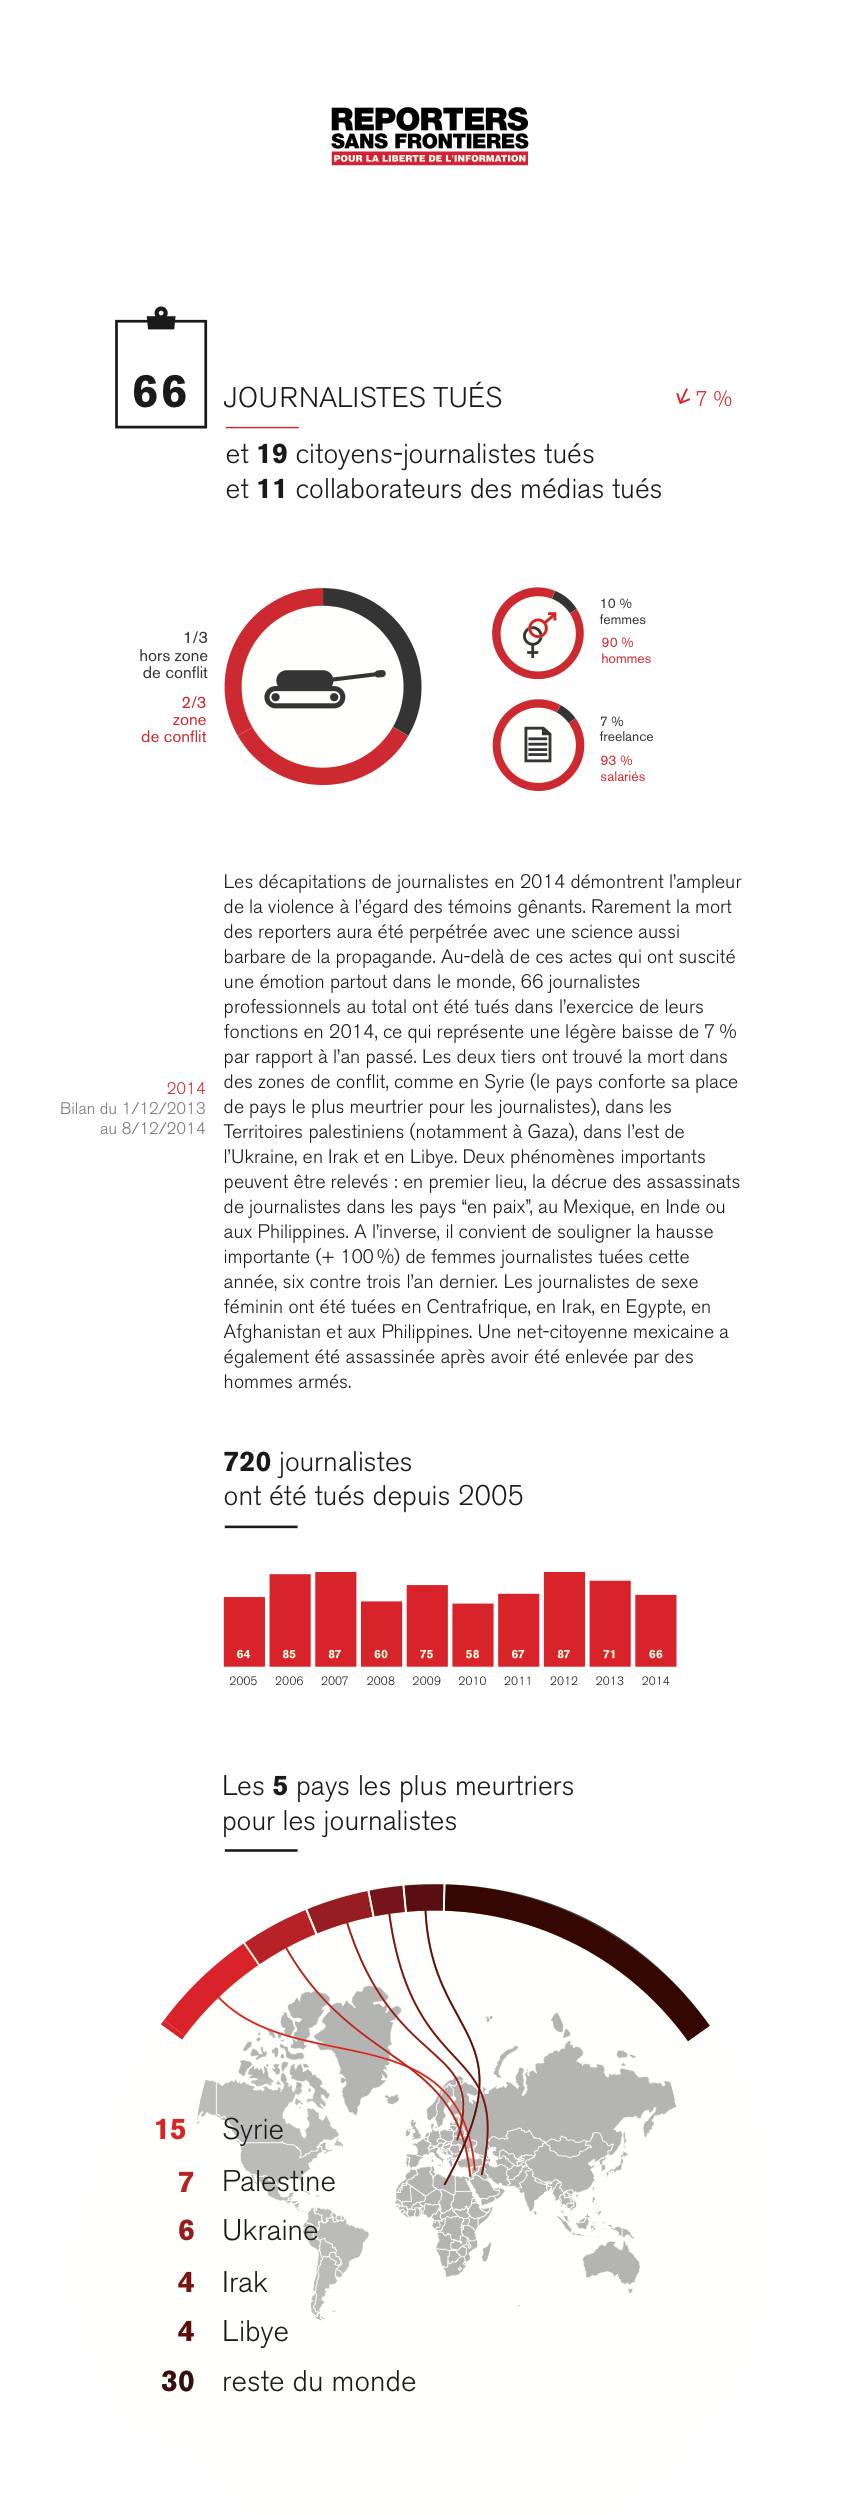 REPORTERS
SANS FRONTIERES
POUR LA LIBERTE DE L'INFORMATION
66
JOURNALISTES TUÉS
7 %
et 19 citoyens-journalistes tués
et 11 collaborateurs des médias tués
1/3
hors zone
de conflit
2/3
zone
de conflit
10 %
femmes
90 %
hommes
7 %
freelance
93 %
salariés
Les décapitations de journalistes en 2014 démontrent l'ampleur
de la violence à l'égard des témoins gênants. Rarement la mort
des reporters aura été perpétrée avec une science aussi
barbare de la propagande. Au-delà de ces actes qui ont suscité
une émotion partout dans le monde, 66 journalistes
professionnels au total ont été tués dans l'exercice de leurs
fonctions en 2014, ce qui représente une légère baisse de 7 %
par rapport à l'an passé. Les deux tiers ont trouvé la mort dans
des zones de conflit, comme en Syrie (le pays conforte sa place
de pays le plus meurtrier pour les journalistes), dans les
Territoires palestiniens (notamment à Gaza), dans l'est de
l'Ukraine, en Irak et en Libye. Deux phénomènes importants
peuvent être relevés : en premier lieu, la décrue des assassinats
de journalistes dans les pays “en paix”, au Mexique, en Inde ou
aux Philippines. A l'inverse, il convient de souligner la hausse
importante (+ 100 %) de femmes journalistes tuées cette
année, six contre trois l'an dernier. Les journalistes de sexe
féminin ont été tuées en Centrafrique, en Irak, en Egypte, en
Afghanistan et aux Philippines. Une net-citoyenne mexicaine a
également été assassinée après avoir été enlevée par des
hommes armés.
2014
Bilan du 1/12/2013
au 8/12/2014
720 journalistes
ont été tués depuis 2005
64 85 87 60 75 58 67 87 71 66
2005 2006 2007 2008 2009 2010 2011 2012 2013 2014
Les 5 pays les plus meurtriers
pour les journalistes
15 Syrie
7 Palestine
6 Ukraine
4 Irak
4 Libye
30 reste du monde